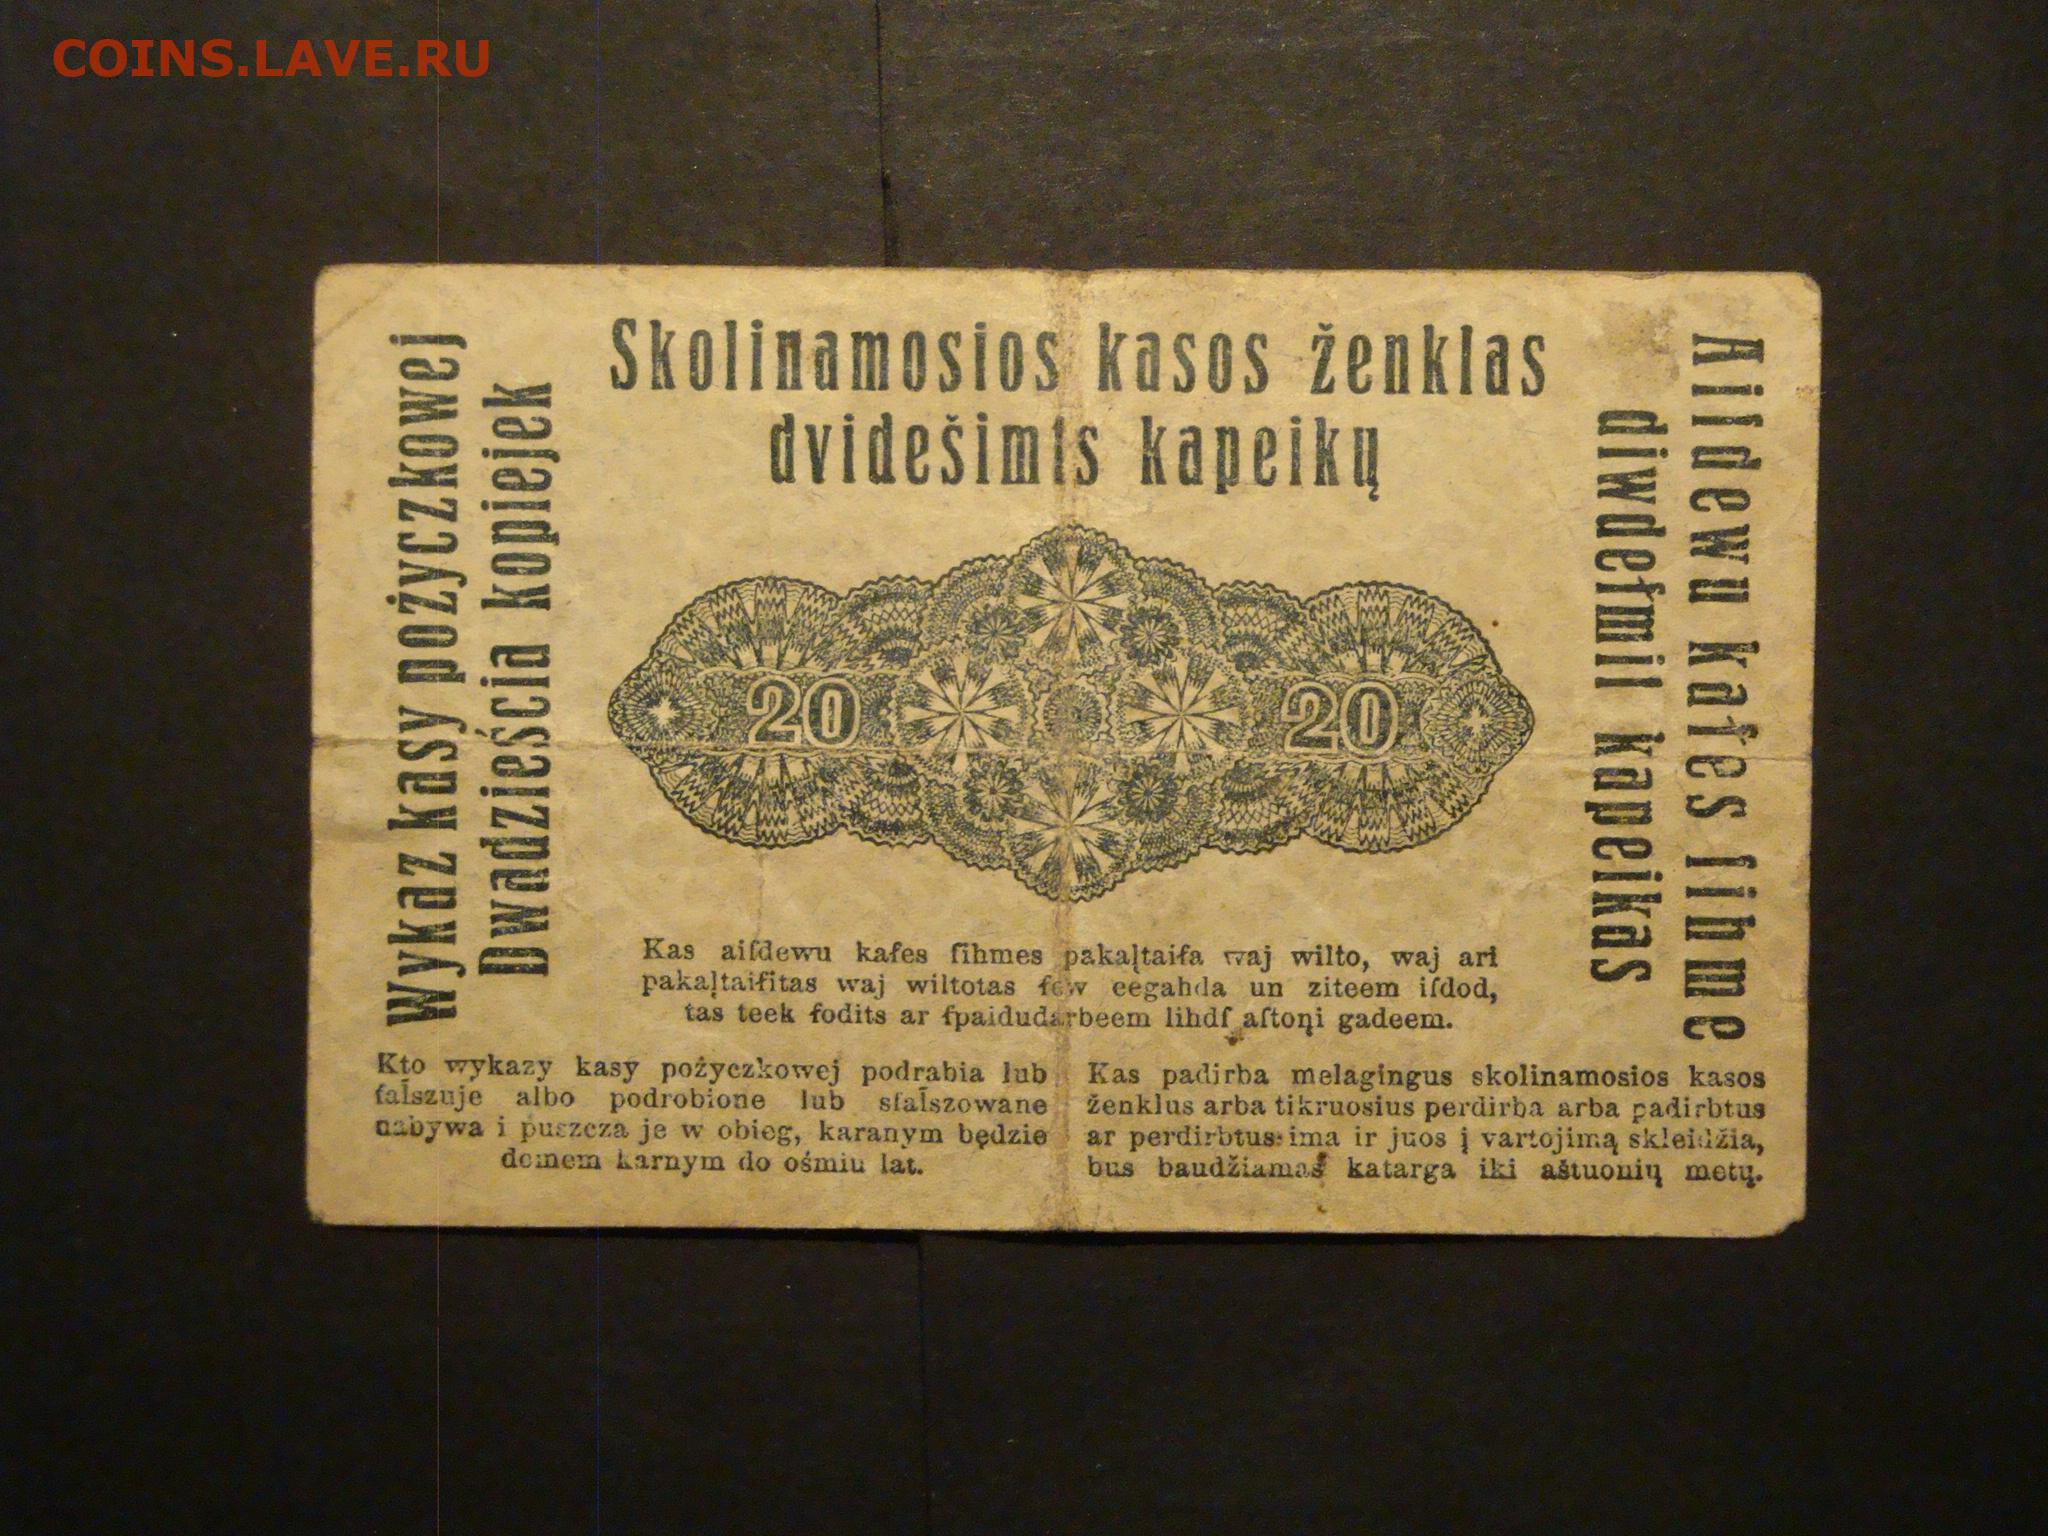 COINS.LAVE.RU
Wykaz kasy pożyczkowej
Dwadzieścia kopiejek
Skolinamosios kasos ženklas
dvidešimts kapeikų
Aiſdewu kaſes ſihme
diwdeſmit kapeikas
20 20
Kas aiſdewu kaſes ſihmes pakaļtaiſa waj wilto, waj ari
pakaļtaiſitas waj wiltotas ſew eegahda un ziteem iſdod,
tas teek ſodits ar ſpaidudarbeem lihdſ aſtoņi gadeem.
Kto wykazy kasy pożyczkowej podrabia lub
fałszuje albo podrobione lub sfałszowane
nabywa i puszcza je w obieg, karanym będzie
domem karnym do ośmiu lat.
Kas padirba melagingus skolinamosios kasos
ženklus arba tikruosius perdirba arba padirbtus
ar perdirbtus ima ir juos į vartojimą skleidžia,
bus baudžiamas katarga iki aštuonių metų.